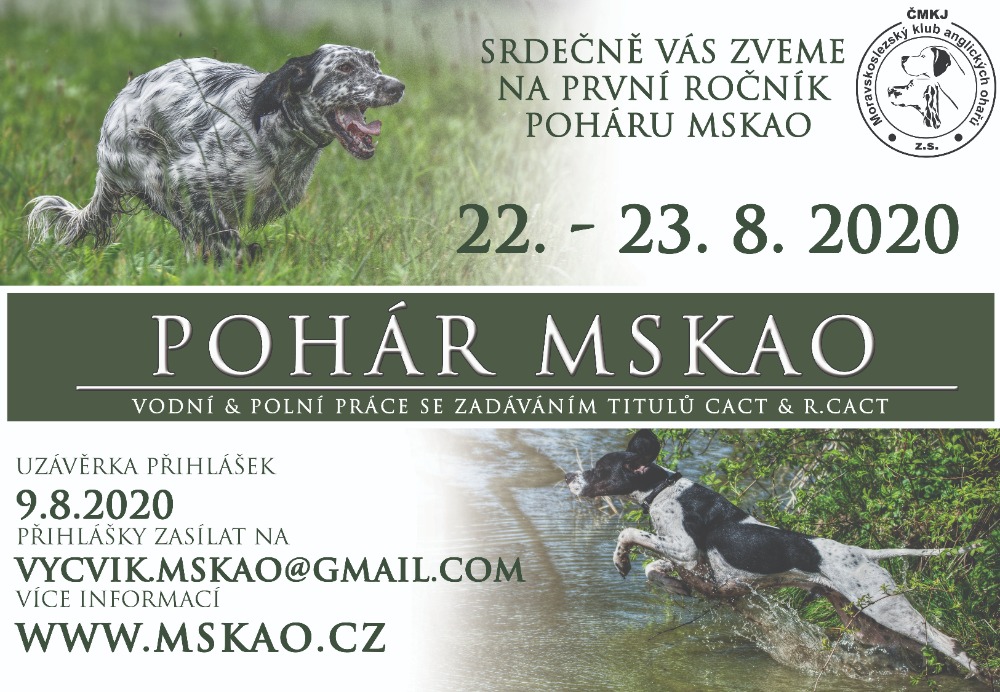 SRDEČNĚ VÁS ZVEME
NA PRVNÍ ROČNÍK
POHÁRU MSKAO
ČMKJ
Moravskoslezský klub anglických ohařů
z.s.
22. - 23. 8. 2020
POHÁR MSKAO
VODNÍ & POLNÍ PRÁCE SE ZADÁVÁNÍM TITULŮ CACT & R.CACT
UZÁVĚRKA PŘIHLÁŠEK
9.8.2020
PŘIHLÁŠKY ZASÍLAT NA
VYCVIK.MSKAO@GMAIL.COM
VÍCE INFORMACÍ
WWW.MSKAO.CZ